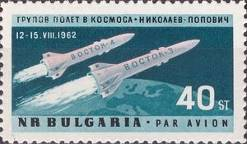 ГРУПОВ ПОЛЕТ В КОСМОСА·НИКОЛАЕВ-ПОПОВИЧ
12-15.VIII.1962
ВОСТОК-4
ВОСТОК-3
40 ST
NR BULGARIA·
PAR AVION